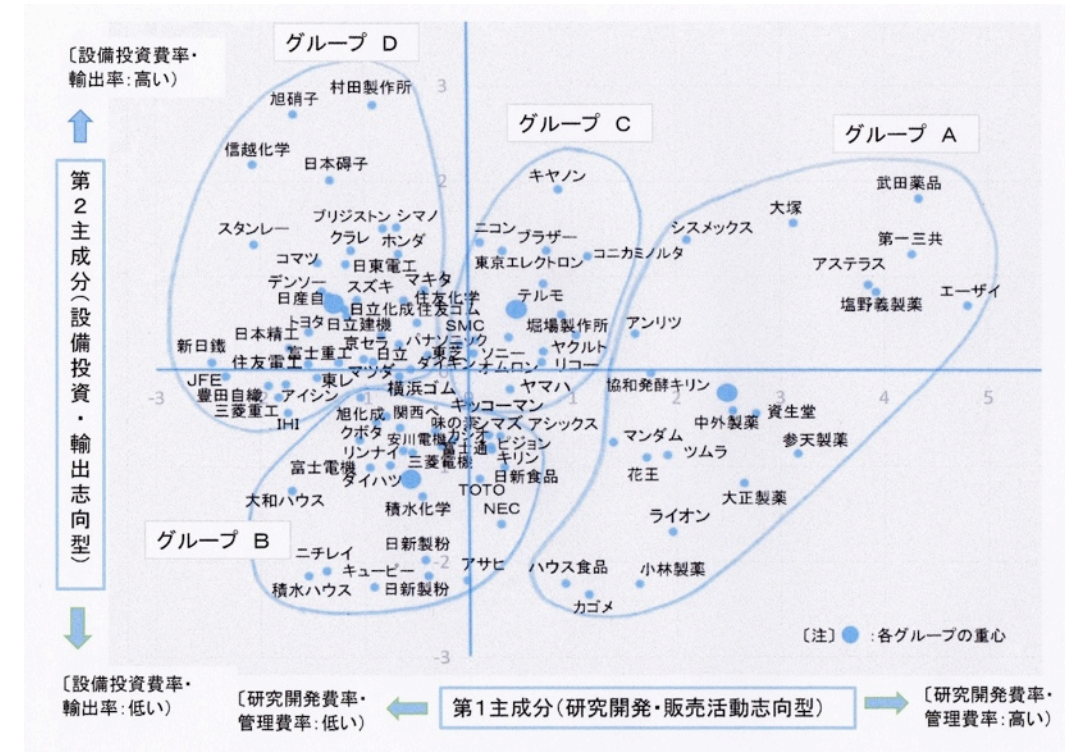 〔設備投資費率・
輸出率:高い〕
グループ D
グループ C
グループ A
グループ B
第2主成分(設備投資・輸出志向型)
3
村田製作所
旭硝子
信越化学
日本碍子
2
キヤノン
武田薬品
大塚
ブリジストン シマノ
スタンレー
クラレ
ホンダ
ニコン
ブラザー
シスメックス
第一三共
コマツ
日東電工
東京エレクトロン
コニカミノルタ
アステラス
デンソー
スズキ
マキタ
日産自
住友化学
テルモ
塩野義製薬
エーザイ
日立化成
住友ゴム
トヨタ
日立建機
SMC
堀場製作所
日本精工
京セラ
パナソニック
アンリツ
新日鐵
富士重工
日立
東芝
ソニー
ヤクルト
住友電工
マツダ
ダイキン
オムロン
リコー
JFE
東レ
横浜ゴム
ヤマハ
協和発酵キリン
-3
豊田自織
アイシン
2
4
5
三菱重工
IHI
旭化成
関西ペ
キッコーマン
味の素
シマズ
アシックス
中外製薬
資生堂
クボタ
安川電機
カシオ
富士通
ピジョン
マンダム
ツムラ
参天製薬
リンナイ
三菱電機
キリン
富士電機
日新食品
花王
ダイハツ
TOTO
大正製薬
大和ハウス
積水化学
NEC
ライオン
ニチレイ
日新製粉
-2
アサヒ
キューピー
ハウス食品
小林製薬
積水ハウス
日新製粉
カゴメ
〔注〕 :各グループの重心
-3
〔設備投資費率・
輸出率:低い〕
〔研究開発費率・
管理費率:低い〕
第1主成分(研究開発・販売活動志向型)
〔研究開発費率・
管理費率:高い〕